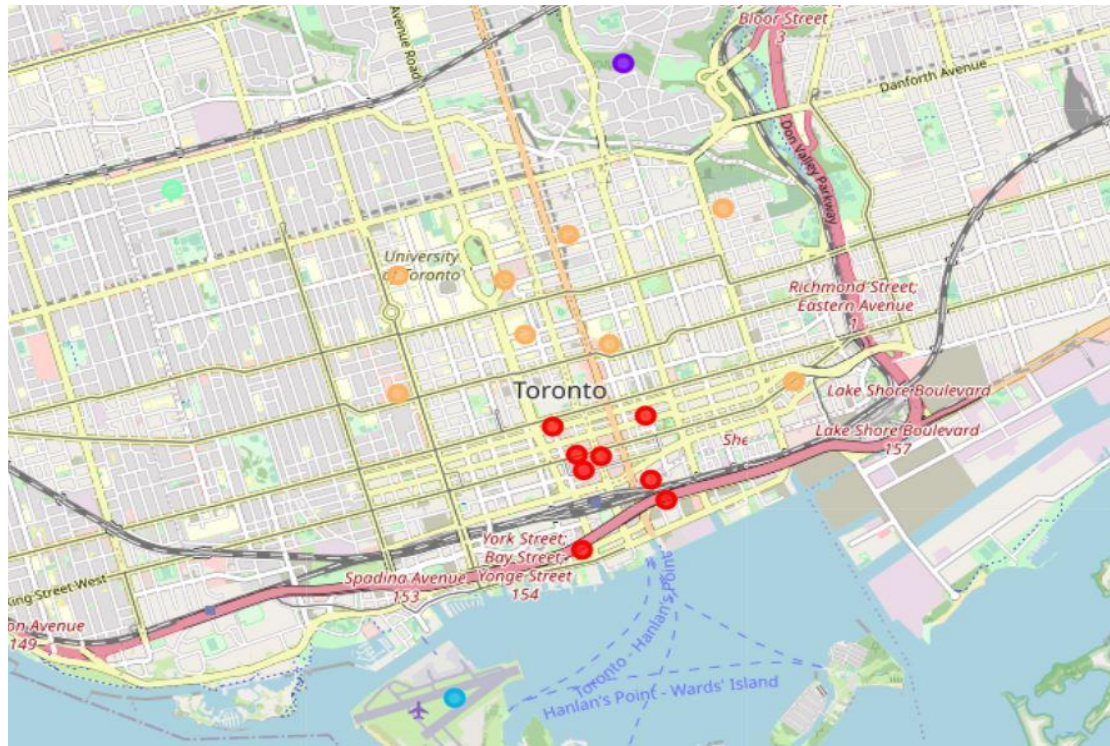 Bloor Street
3
Avenue Road
Danforth Avenue
Don Valley Parkway
University
of Toronto
Richmond Street;
Eastern Avenue
1
Toronto
Lake Shore Boulevard
She
Lake Shore Boulevard
157
York Street;
Bay Street;
Yonge Street
154
Spadina Avenue
153
King Street West
on Avenue
149
Toronto - Hanlan's Point
Hanlan's Point - Wards' Island